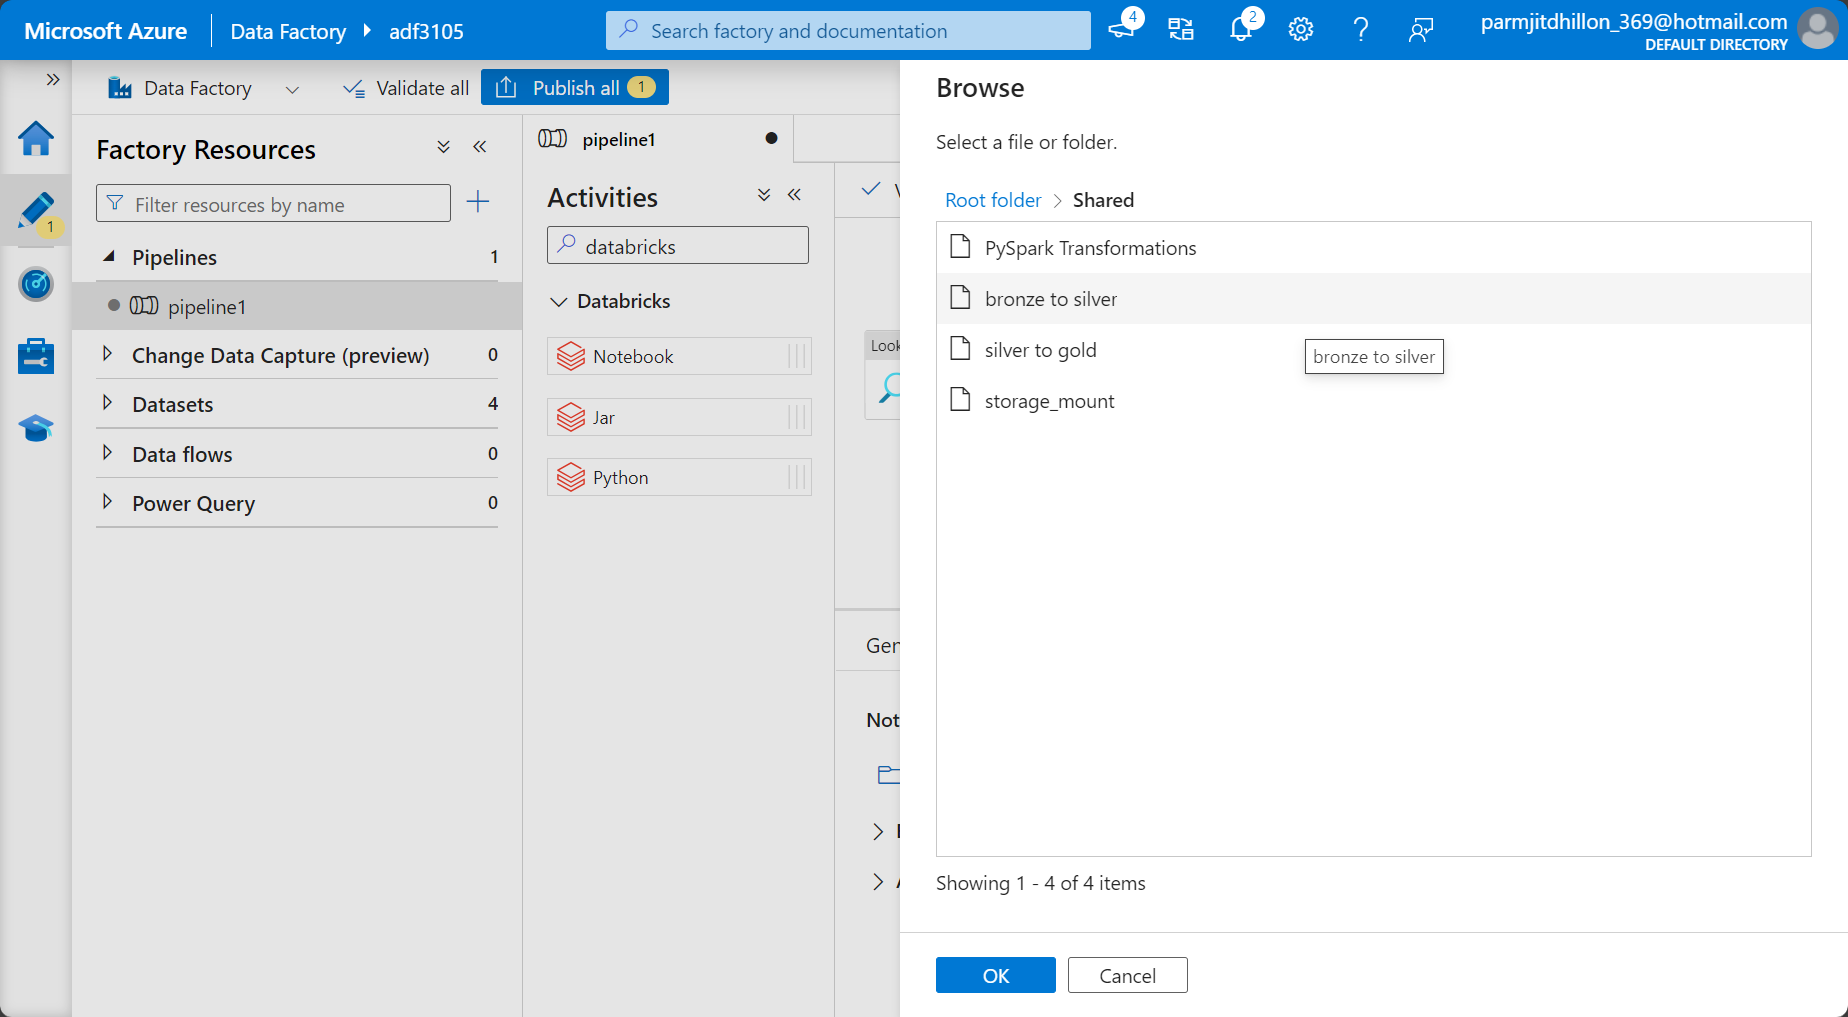 Microsoft Azure
Data Factory
adf3105
Search factory and documentation
4
2
parmjitdhillon_369@hotmail.com
DEFAULT DIRECTORY
Data Factory
Validate all
Publish all
1
1
Factory Resources
Filter resources by name
Pipelines
1
pipeline1
Change Data Capture (preview)
0
Datasets
4
Data flows
0
Power Query
0
pipeline1
Activities
databricks
Databricks
Notebook
Jar
Python
Look
Gen
Not
Browse
Select a file or folder.
Root folder > Shared
PySpark Transformations
bronze to silver
silver to gold
bronze to silver
storage_mount
Showing 1 - 4 of 4 items
OK
Cancel